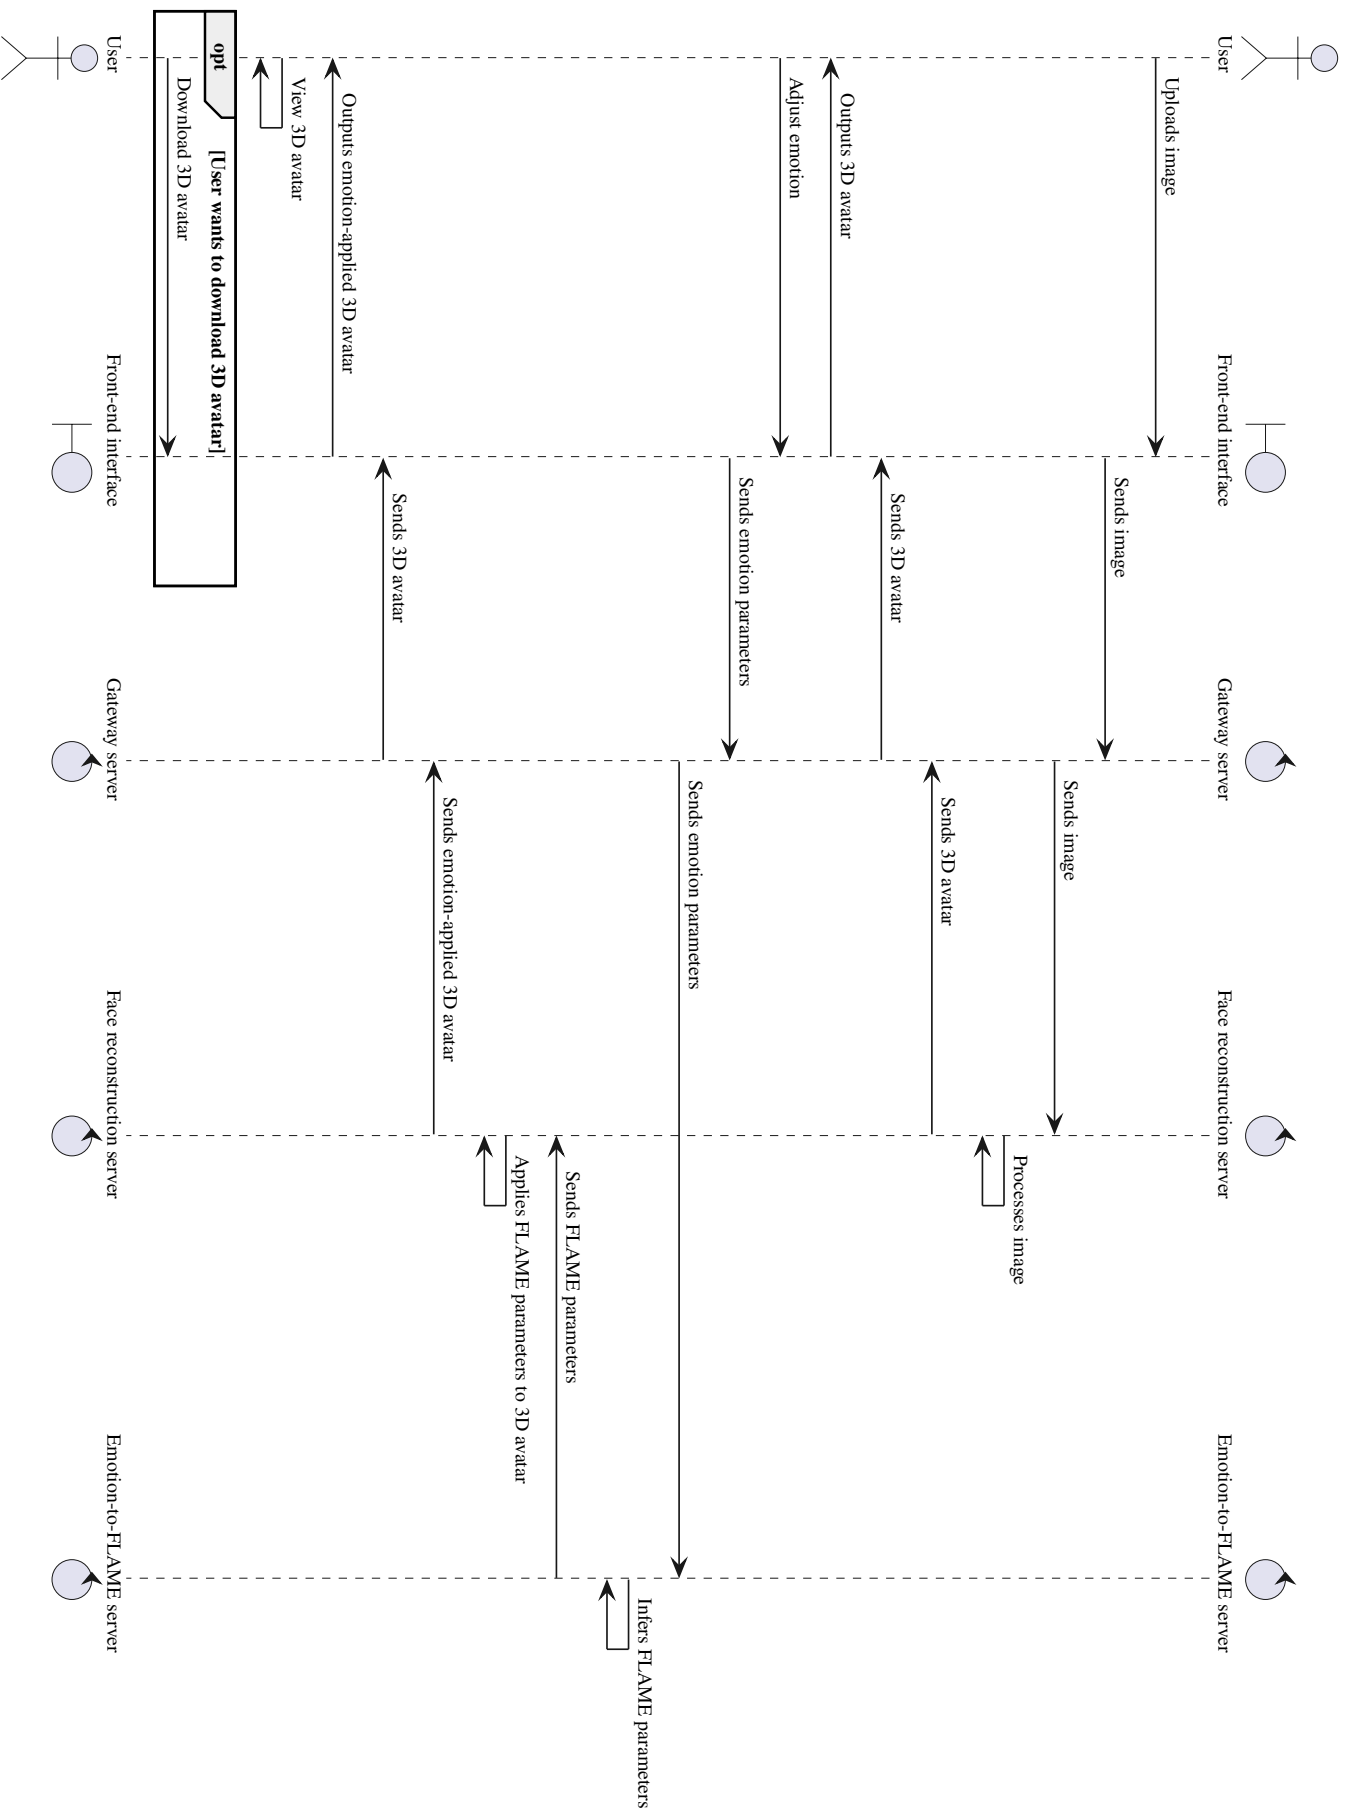 User
Front-end interface
Gateway server
Face reconstruction server
Emotion-to-FLAME server
Uploads image
Sends image
Sends image
Processes image
Sends 3D avatar
Sends 3D avatar
Outputs 3D avatar
Adjust emotion
Sends emotion parameters
Sends emotion parameters
Infers FLAME parameters
Sends FLAME parameters
Applies FLAME parameters to 3D avatar
Sends emotion-applied 3D avatar
Sends 3D avatar
Outputs emotion-applied 3D avatar
View 3D avatar
opt
[User wants to download 3D avatar]
Download 3D avatar
User
Front-end interface
Gateway server
Face reconstruction server
Emotion-to-FLAME server